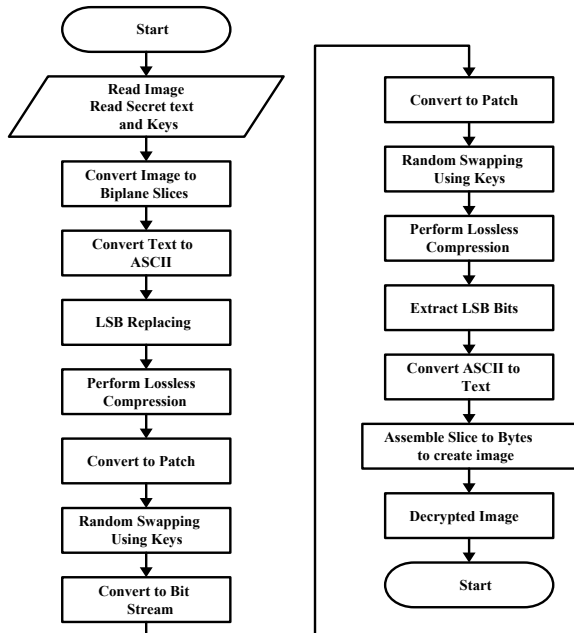 Start
Read Image
Read Secret text
and Keys
Convert Image to
Biplane Slices
Convert Text to
ASCII
LSB Replacing
Perform Lossless
Compression
Convert to Patch
Random Swapping
Using Keys
Convert to Bit
Stream
Convert to Patch
Random Swapping
Using Keys
Perform Lossless
Compression
Extract LSB Bits
Convert ASCII to
Text
Assemble Slice to Bytes
to create image
Decrypted Image
Start